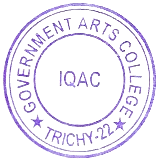 GOVERNMENT ARTS COLLEGE
IQAC
★ TRICHY-22 ★